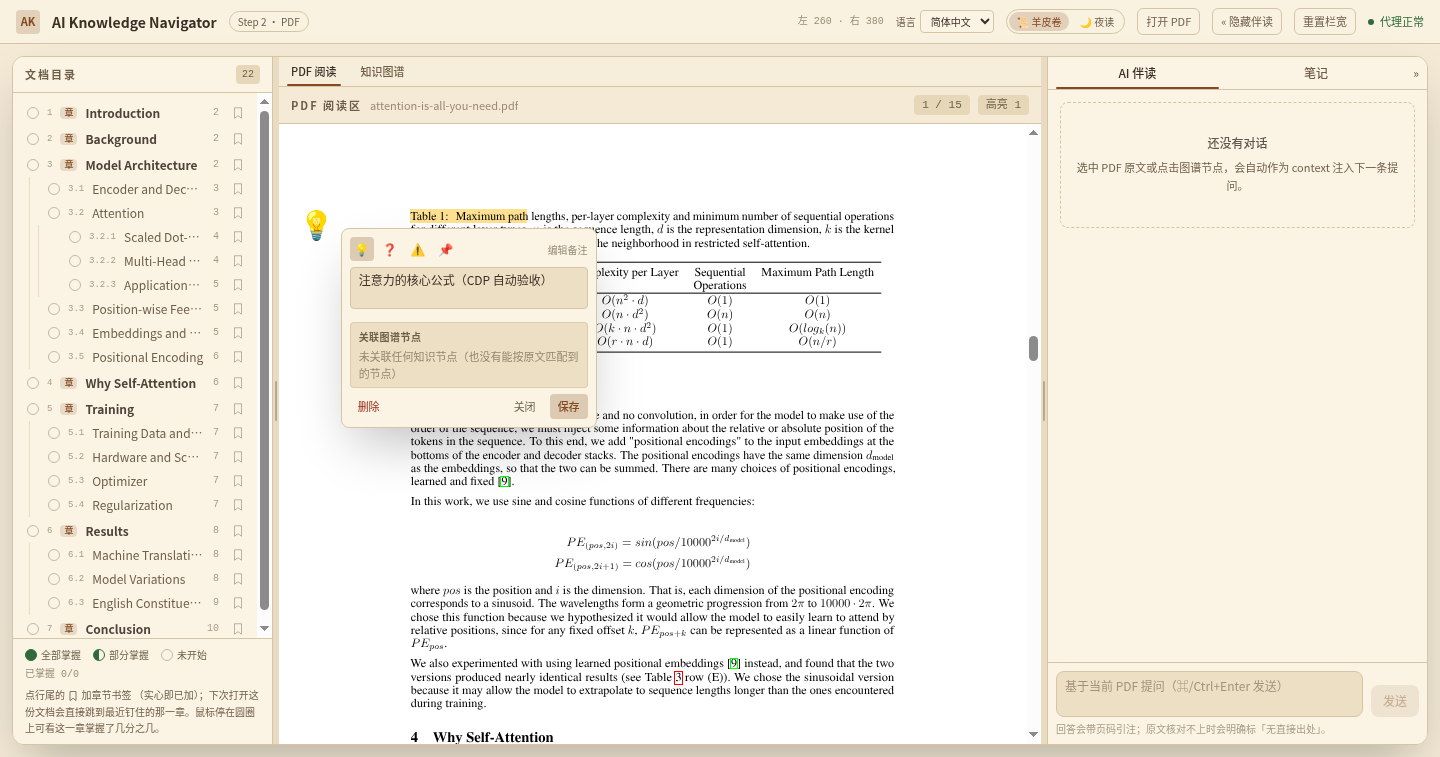 AK AI Knowledge Navigator Step 2 · PDF 左 260 · 右 380 语言 简体中文 羊皮卷 夜读 打开 PDF « 隐藏伴读 重置栏宽 代理正常
文档目录 22
1 章 Introduction 2
2 章 Background 2
3 章 Model Architecture 2
3.1 Encoder and Dec··· 3
3.2 Attention 3
3.2.1 Scaled Dot-··· 4
3.2.2 Multi-Head ··· 4
3.2.3 Application··· 5
3.3 Position-wise Fee··· 5
3.4 Embeddings and ··· 5
3.5 Positional Encoding 6
4 章 Why Self-Attention 6
5 章 Training 7
5.1 Training Data and··· 7
5.2 Hardware and Sc··· 7
5.3 Optimizer 7
5.4 Regularization 7
6 章 Results 8
6.1 Machine Translati··· 8
6.2 Model Variations 8
6.3 English Constitue··· 9
7 章 Conclusion 10
全部掌握 部分掌握 未开始
已掌握 0/0
点行尾的 口 加章节书签 (实心即已加); 下次打开这
份文档会直接跳到最近钉住的那一章。鼠标停在圆圈
上可看这一章掌握了几分之几。
PDF 阅读 知识图谱
PDF 阅读区 attention-is-all-you-need.pdf 1 / 15 高亮 1
Table 1: Maximum path lengths, per-layer complexity and minimum number of sequential operations
length, d is the representation dimension, k is the kernel
he neighborhood in restricted self-attention.
per Layer Sequential Maximum Path Length
Operations
O(n² · d) O(1) O(1)
O(n · d²) O(n) O(n)
O(k · n · d²) O(1) O(log_k(n))
O(r · n · d) O(1) O(n/r)
编辑备注
注意力的核心公式（CDP 自动验收）
关联图谱节点
未关联任何知识节点（也没有能按原文匹配到
的节点）
删除 关闭 保存
and no convolution, in order for the model to make use of the
order of the sequence, we must inject some information about the relative or absolute position of the
tokens in the sequence. To this end, we add "positional encodings" to the input embeddings at the
bottoms of the encoder and decoder stacks. The positional encodings have the same dimension d_model
as the embeddings, so that the two can be summed. There are many choices of positional encodings,
learned and fixed [9].
In this work, we use sine and cosine functions of different frequencies:
PE_(pos,2i) = sin(pos/10000^{2i/d_model})
PE_(pos,2i+1) = cos(pos/10000^{2i/d_model})
where pos is the position and i is the dimension. That is, each dimension of the positional encoding
corresponds to a sinusoid. The wavelengths form a geometric progression from 2π to 10000 · 2π. We
chose this function because we hypothesized it would allow the model to easily learn to attend by
relative positions, since for any fixed offset k, PE_{pos+k} can be represented as a linear function of
PE_pos.
We also experimented with using learned positional embeddings [9] instead, and found that the two
versions produced nearly identical results (see Table 3 row (E)). We chose the sinusoidal version
because it may allow the model to extrapolate to sequence lengths longer than the ones encountered
during training.
4 Why Self-Attention
AI 伴读 笔记 »
还没有对话
选中 PDF 原文或点击图谱节点，会自动作为 context 注入下一条提
问。
基于当前 PDF 提问（⌘/Ctrl+Enter 发送）
发送
回答会带页码引注；原文核对不上时会明确标「无直接出处」。